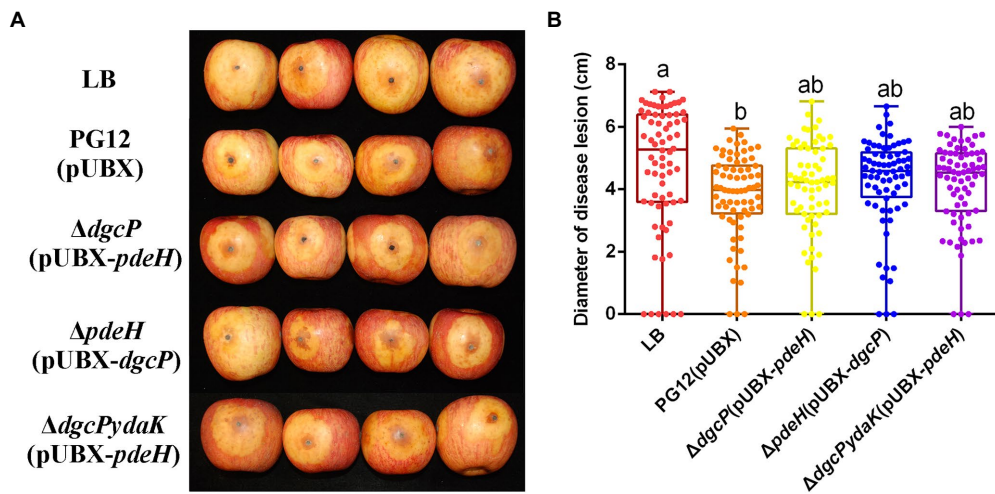 A
LB
PG12
(pUBX)
ΔdgcP
(pUBX-pdeH)
ΔpdeH
(pUBX-dgcP)
ΔdgcPydaK
(pUBX-pdeH)
B
Diameter of disease lesion (cm)
8
6
4
2
0
a
b
ab
ab
ab
LB
PG12(pUBX)
ΔdgcP(pUBX-pdeH)
ΔpdeH(pUBX-dgcP)
ΔdgcPydaK(pUBX-pdeH)